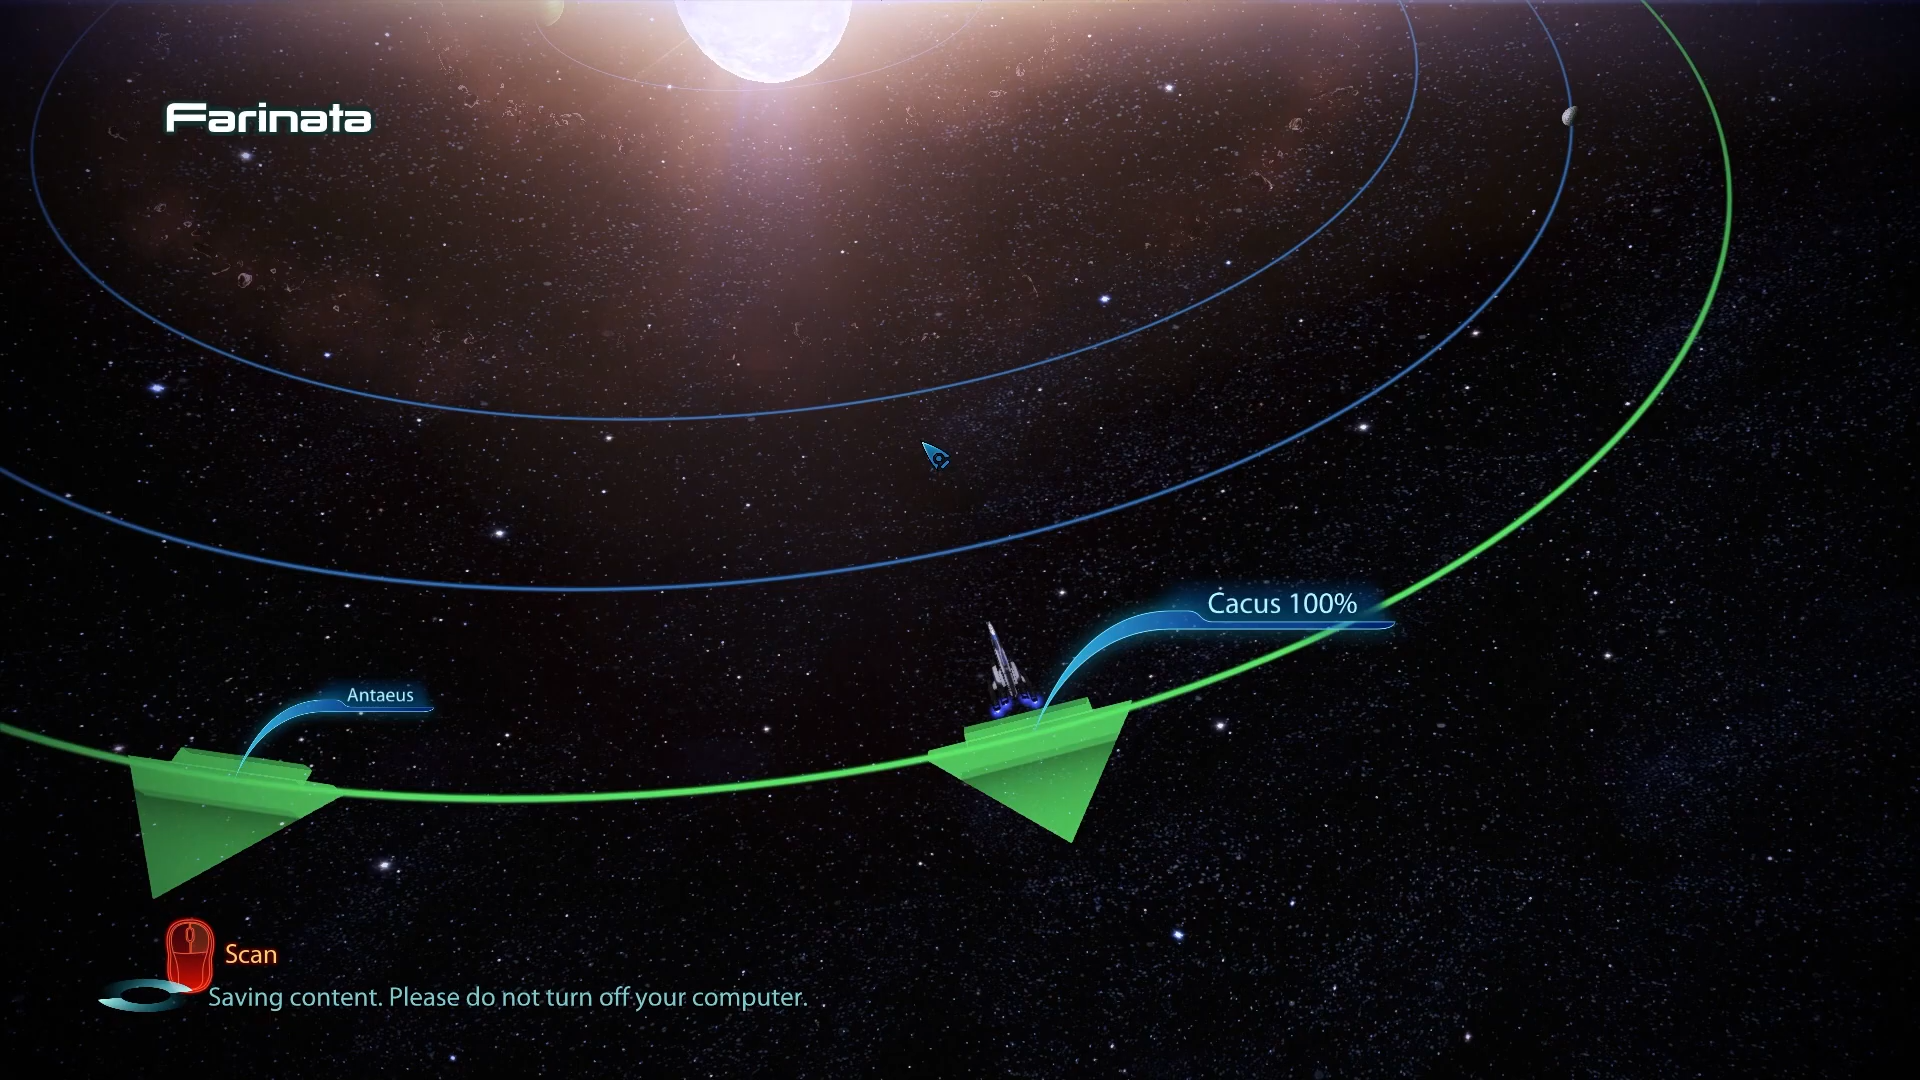 Farinata
Cacus 100%
Antaeus
Scan
Saving content. Please do not turn off your computer.